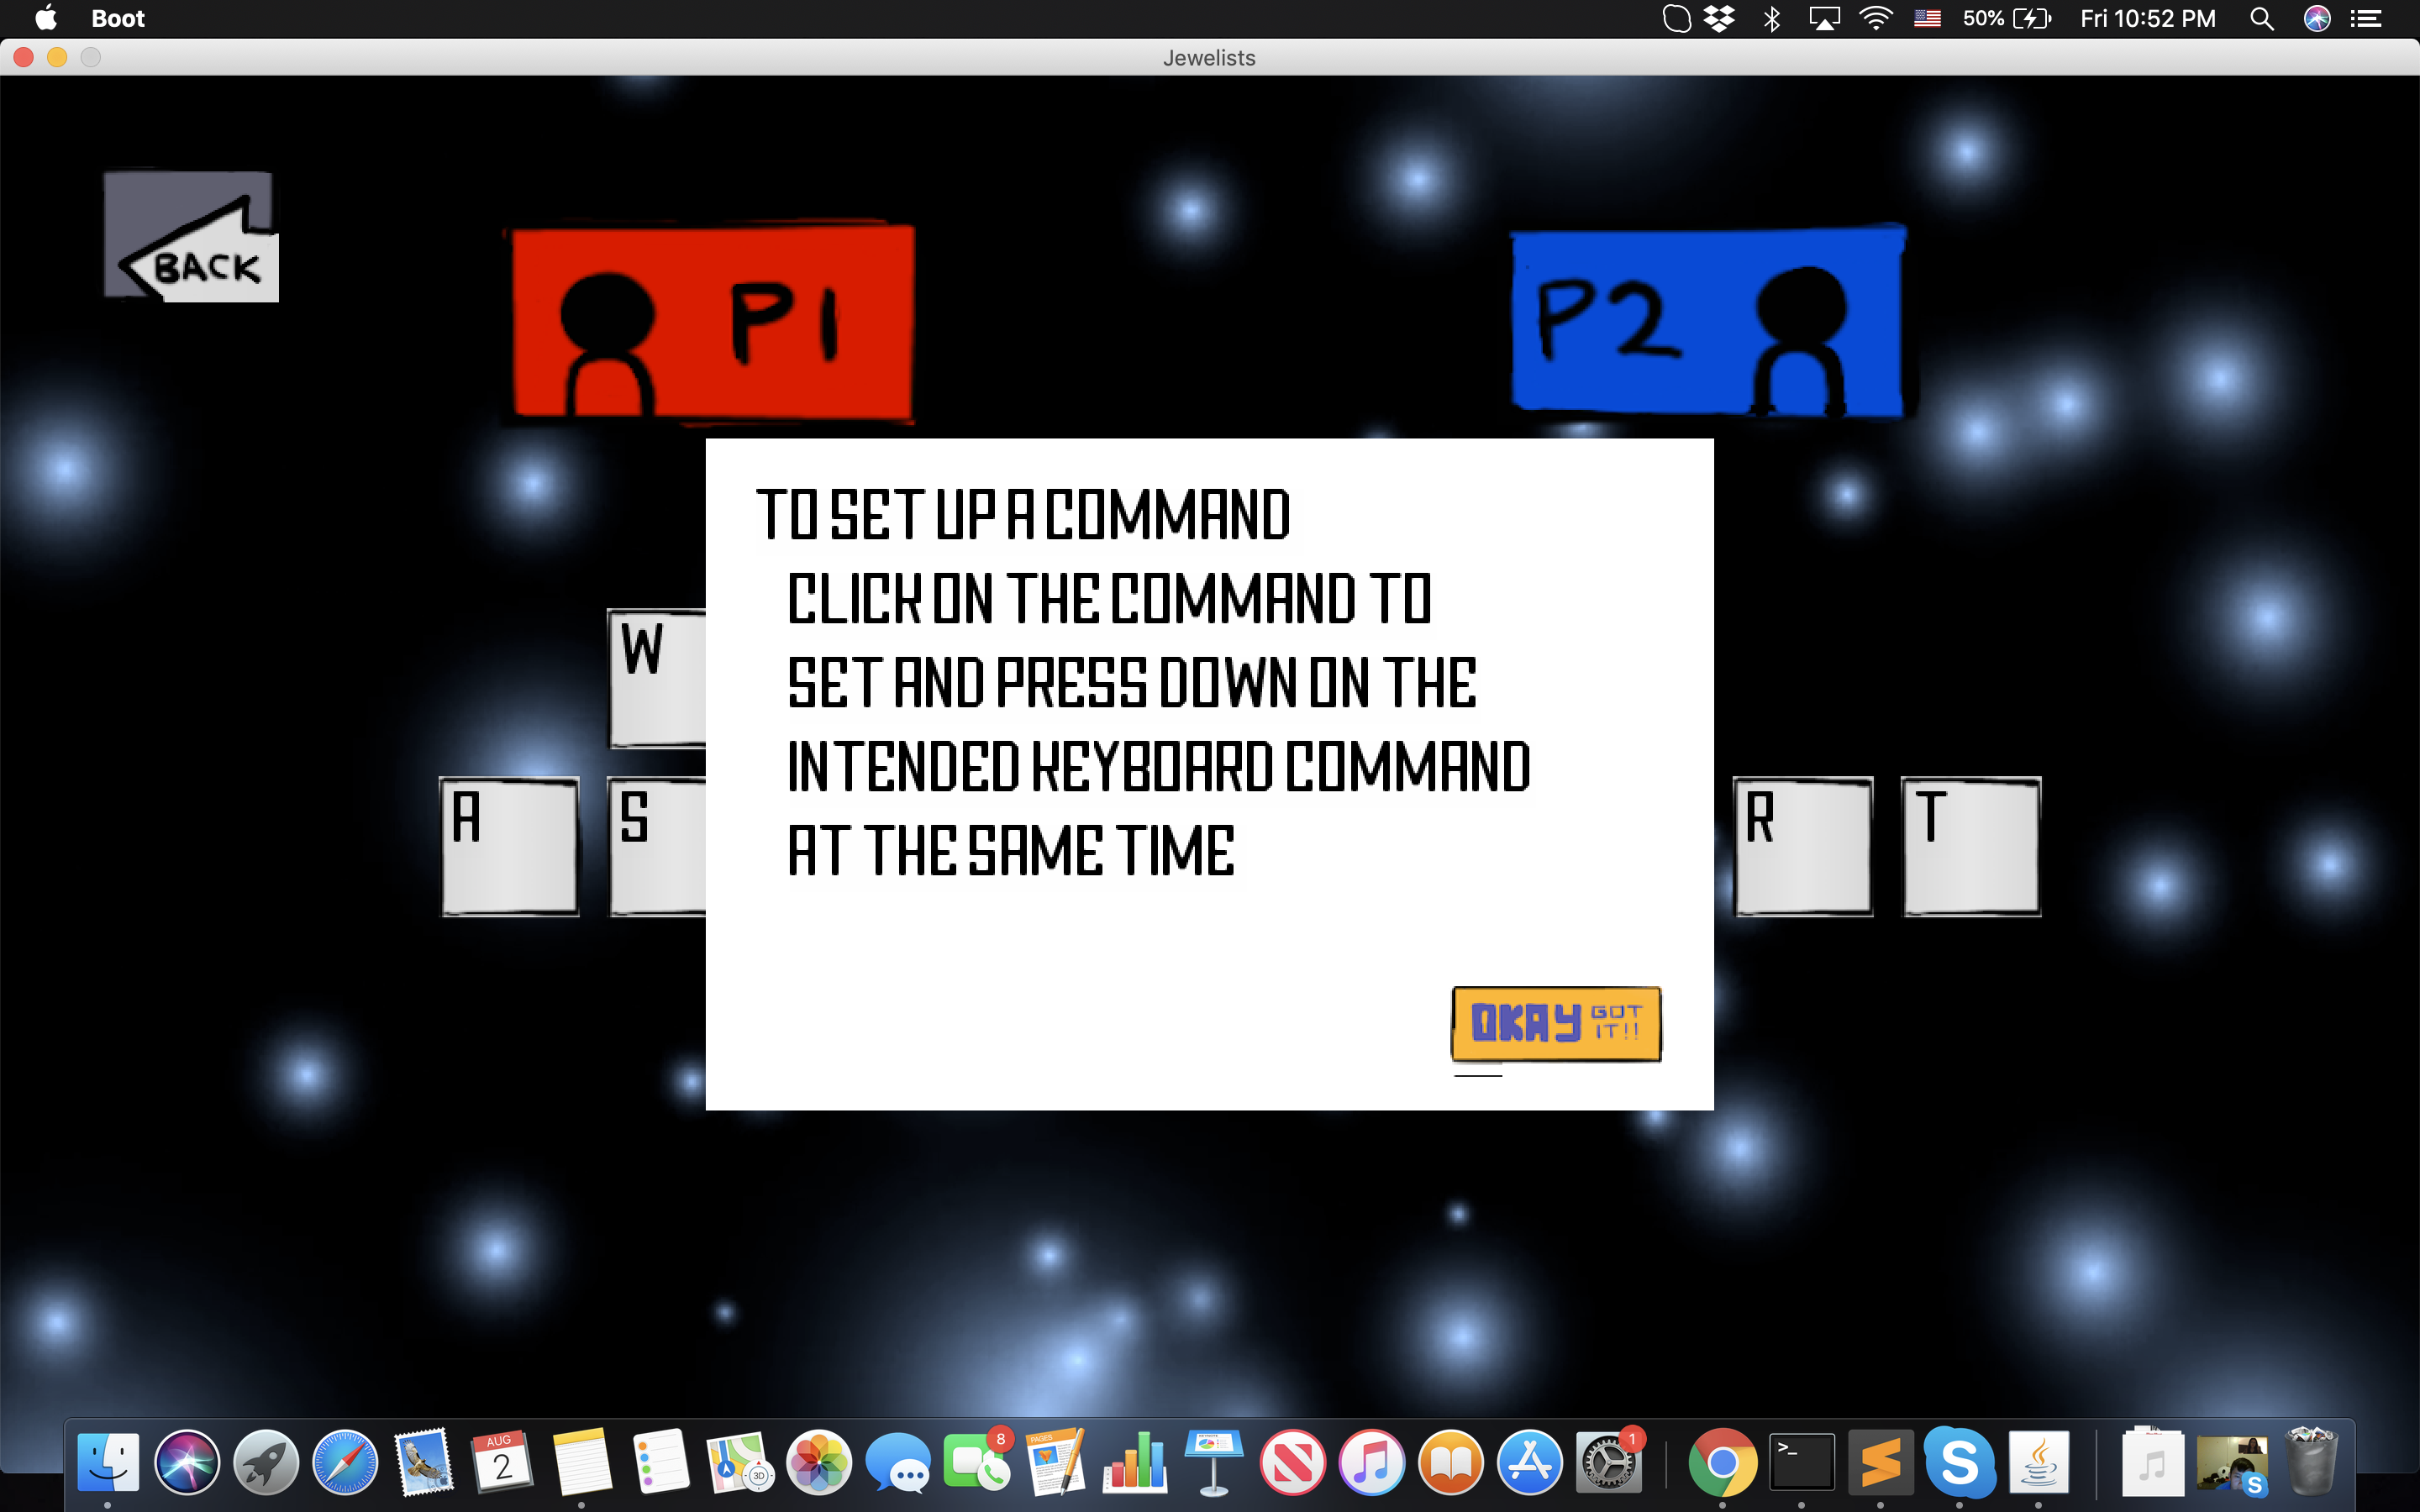 Boot
50%
Fri 10:52 PM
Jewelists
BACK
P1
P2
TO SET UP A COMMAND
CLICK ON THE COMMAND TO
SET AND PRESS DOWN ON THE
INTENDED KEYBOARD COMMAND
AT THE SAME TIME
W
A
S
R
T
OKAY GOT
IT!!
AUG
2
3D
8
PAGES
1
>_
S
S